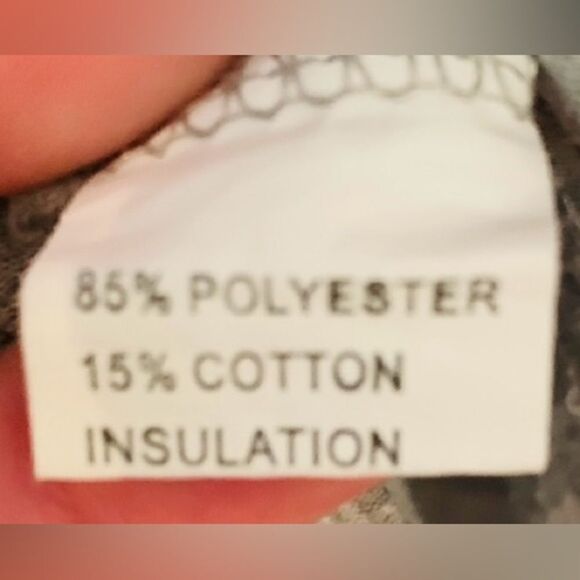 85% POLYESTER
15% COTTON
INSULATION